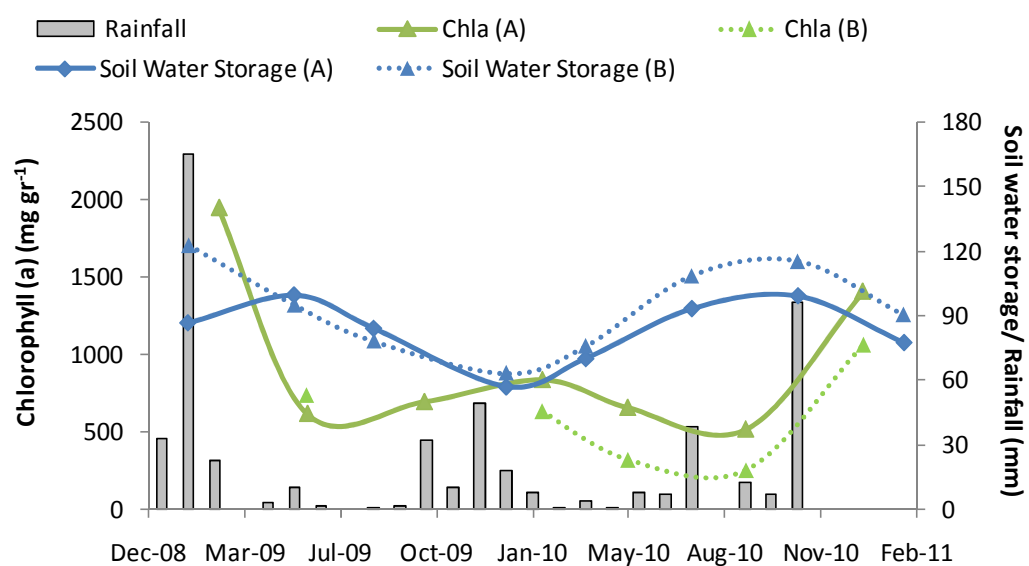 Rainfall Chla (A) Chla (B)
Soil Water Storage (A) Soil Water Storage (B)
Chlorophyll (a) (mg gr⁻¹)
2500
2000
1500
1000
500
0
180
150
120
90
60
30
0
Soil water storage/ Rainfall (mm)
Dec-08 Mar-09 Jul-09 Oct-09 Jan-10 May-10 Aug-10 Nov-10 Feb-11